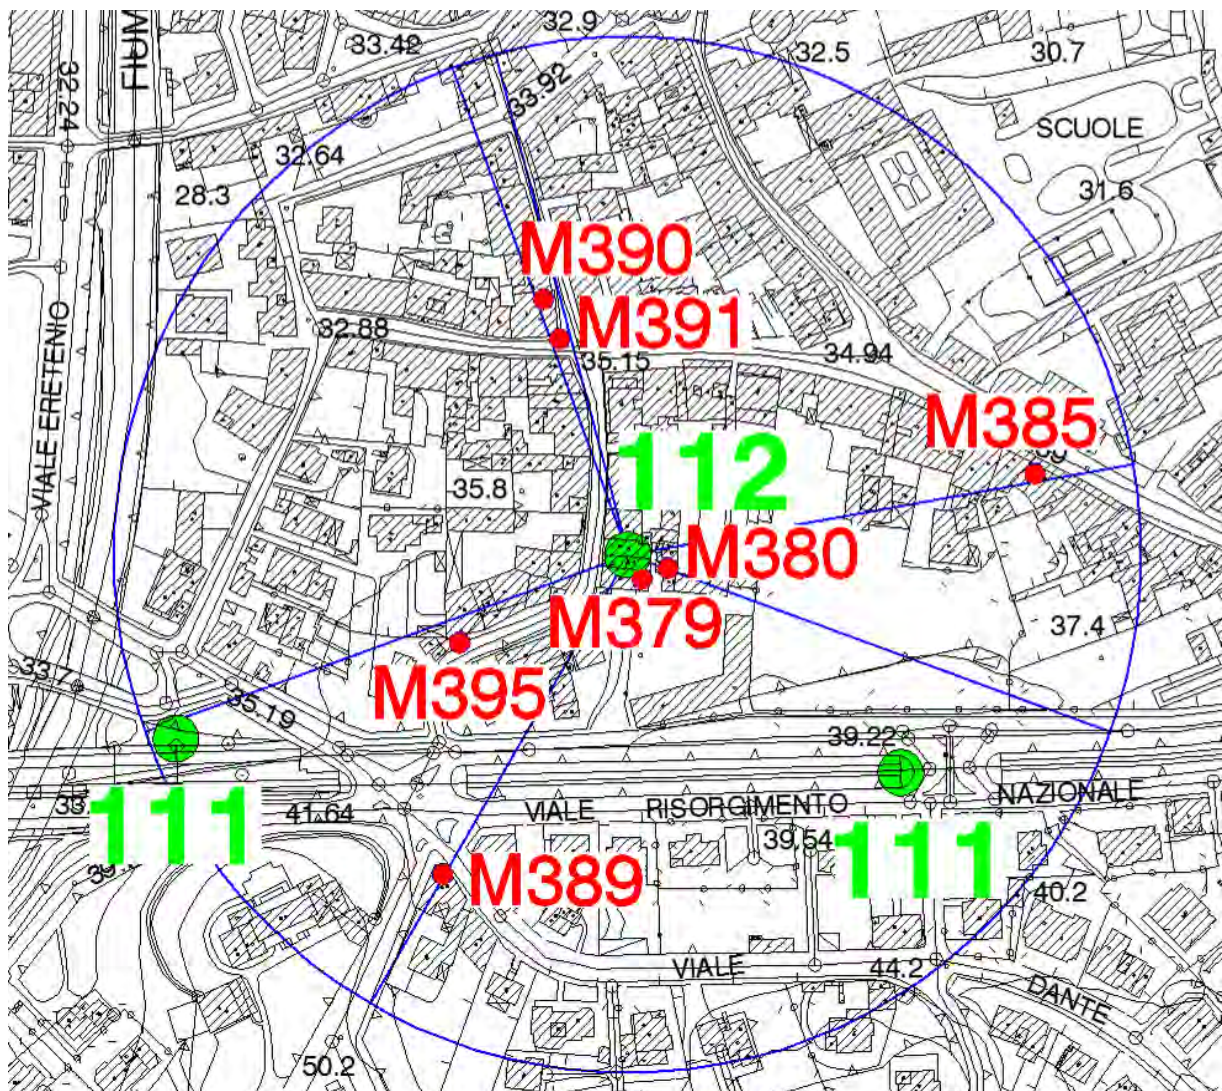 32.9
33.42
32.5
30.7
FIUM
32.24
33.92
SCUOLE
32.64
28.3
31.6
M390
M391
32.88
35.15
34.94
VIALE ERETENIO
M385
112
35.8
M380
M379
37.4
M395
33.7
35.19
39.22
111
41.64
VIALE RISORGIMENTO NAZIONALE
39.54
111
M389
40.2
VIALE DANTE
44.2
50.2